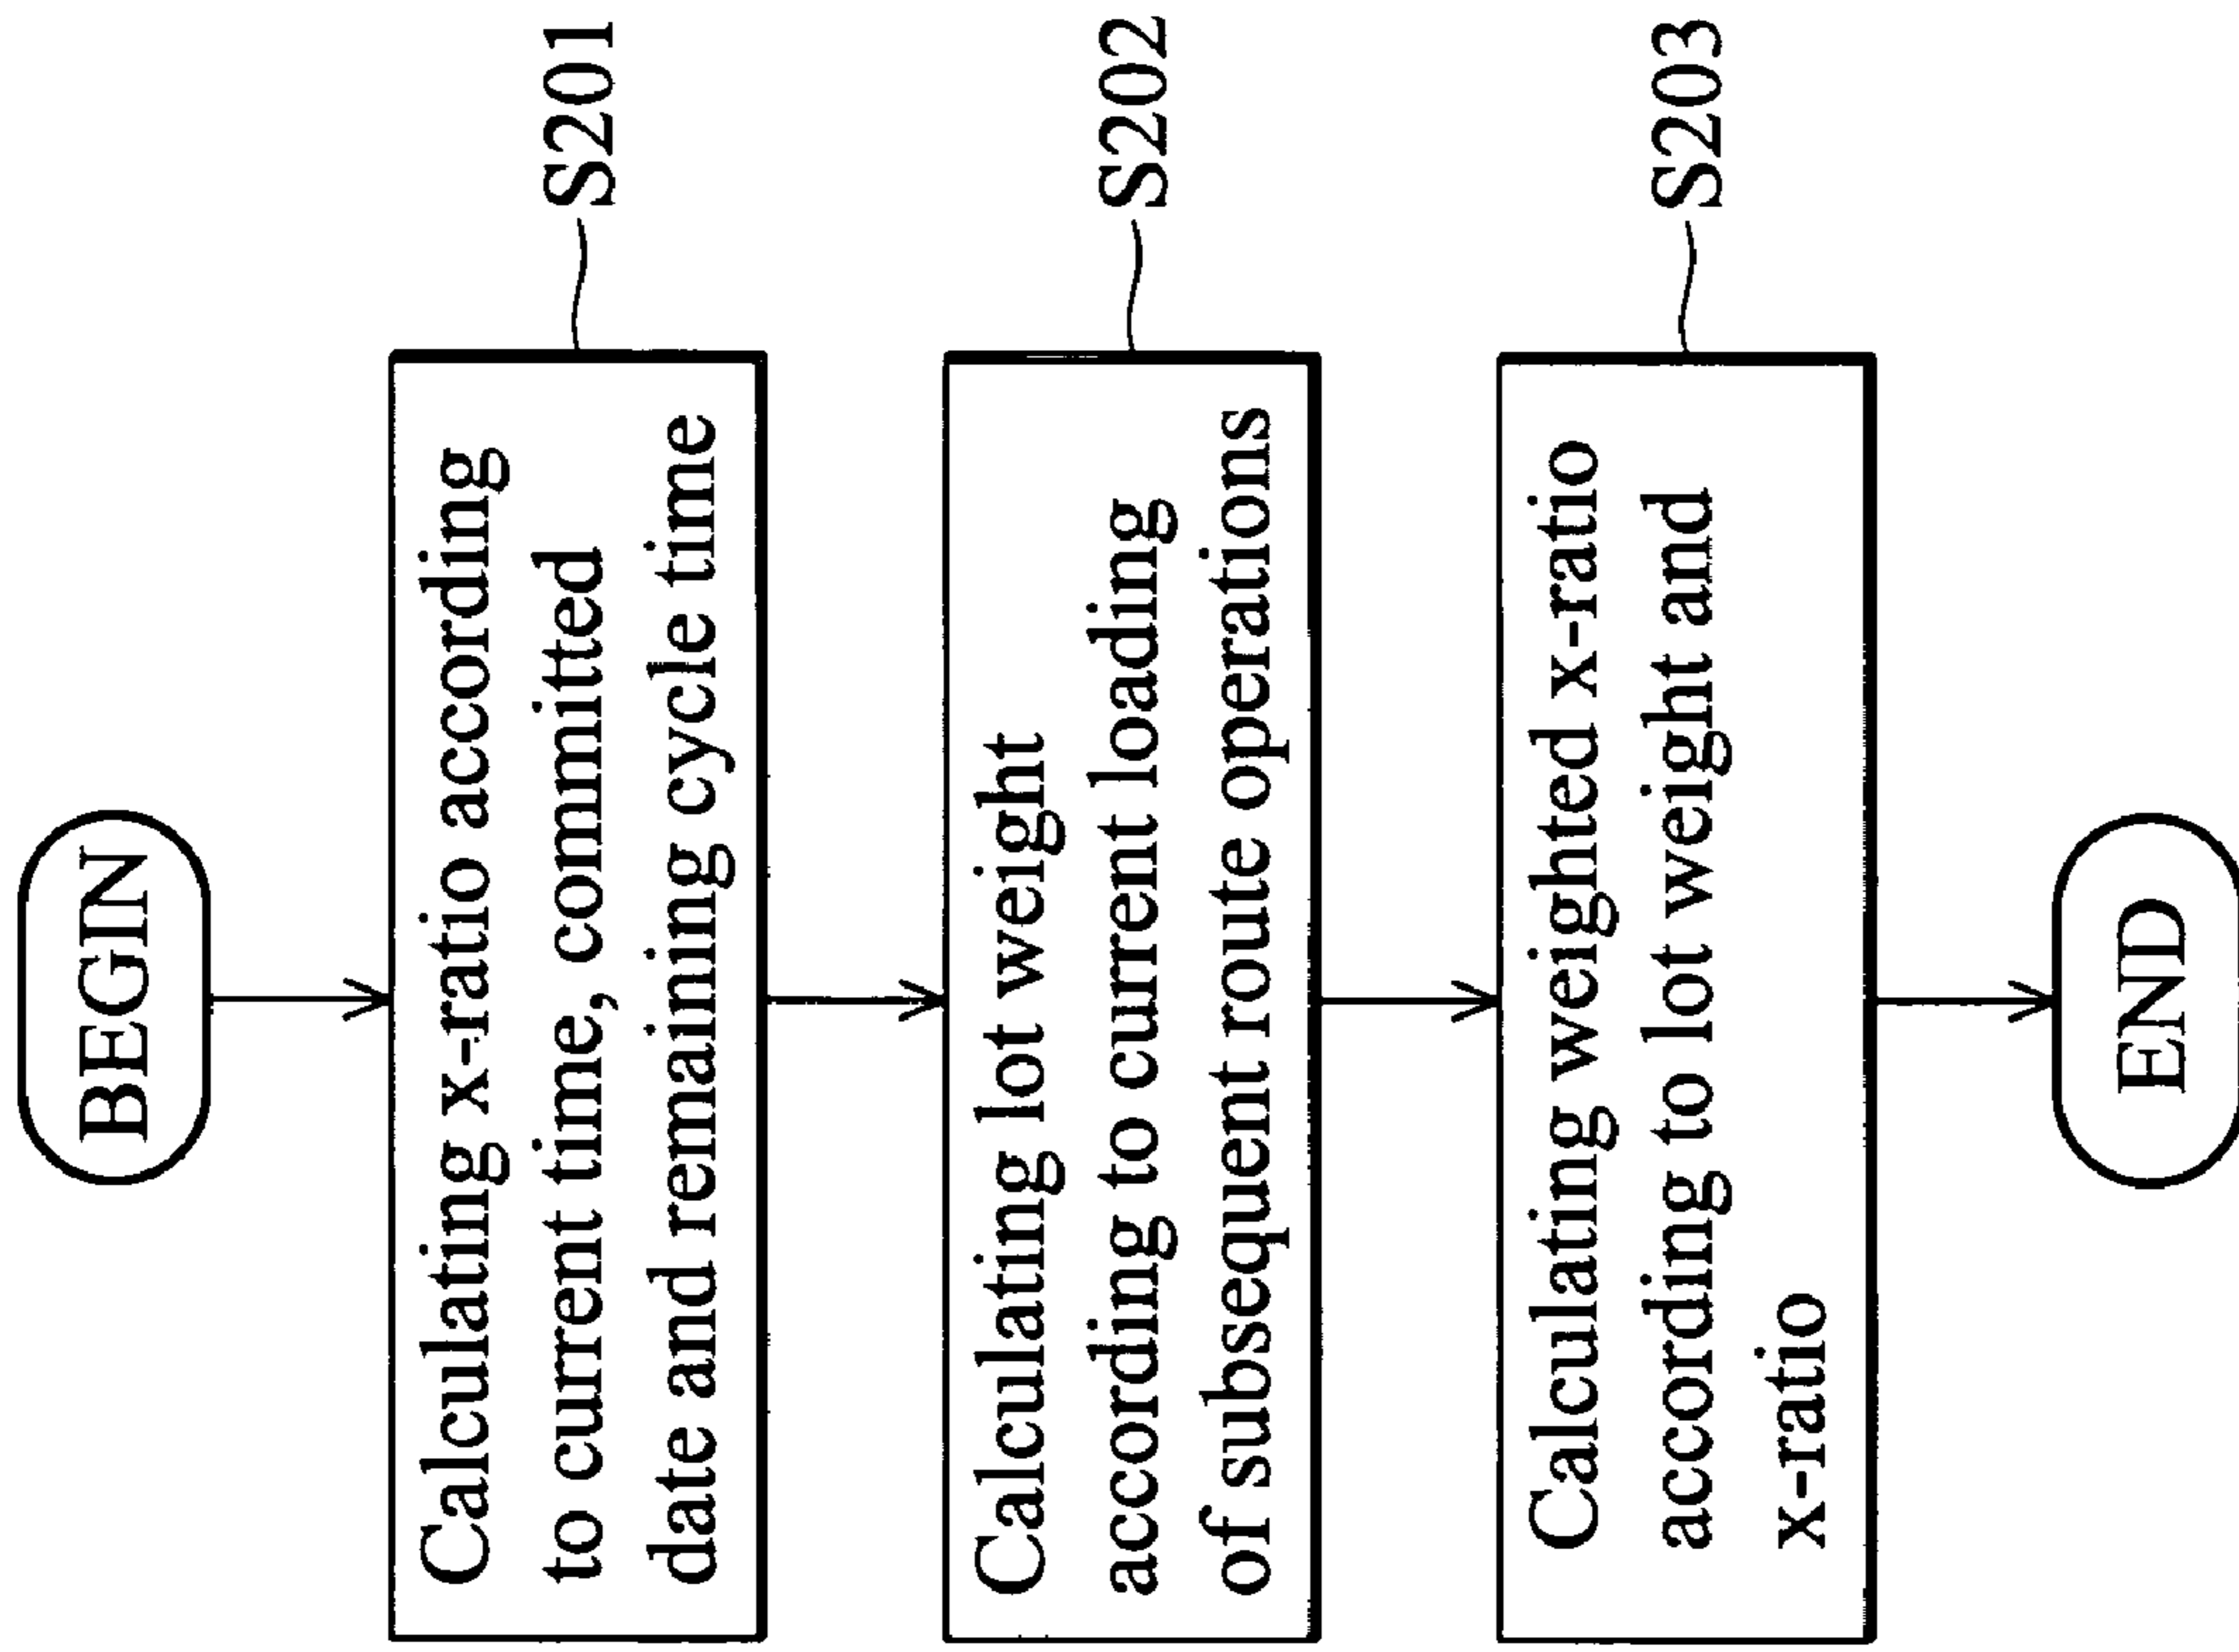 BEGIN
Calculating x-ratio according
to current time, committed
date and remaining cycle time
S201
Calculating lot weight
according to current loading
of subsequent route operations
S202
Calculating weighted x-ratio
according to lot weight and
x-ratio
S203
END